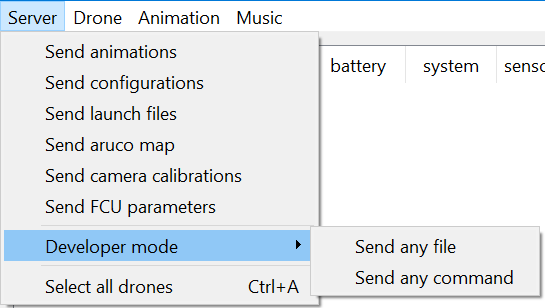 Server Drone Animation Music
battery system senso
Send animations
Send configurations
Send launch files
Send aruco map
Send camera calibrations
Send FCU parameters
Developer mode
Send any file
Send any command
Select all drones Ctrl+A